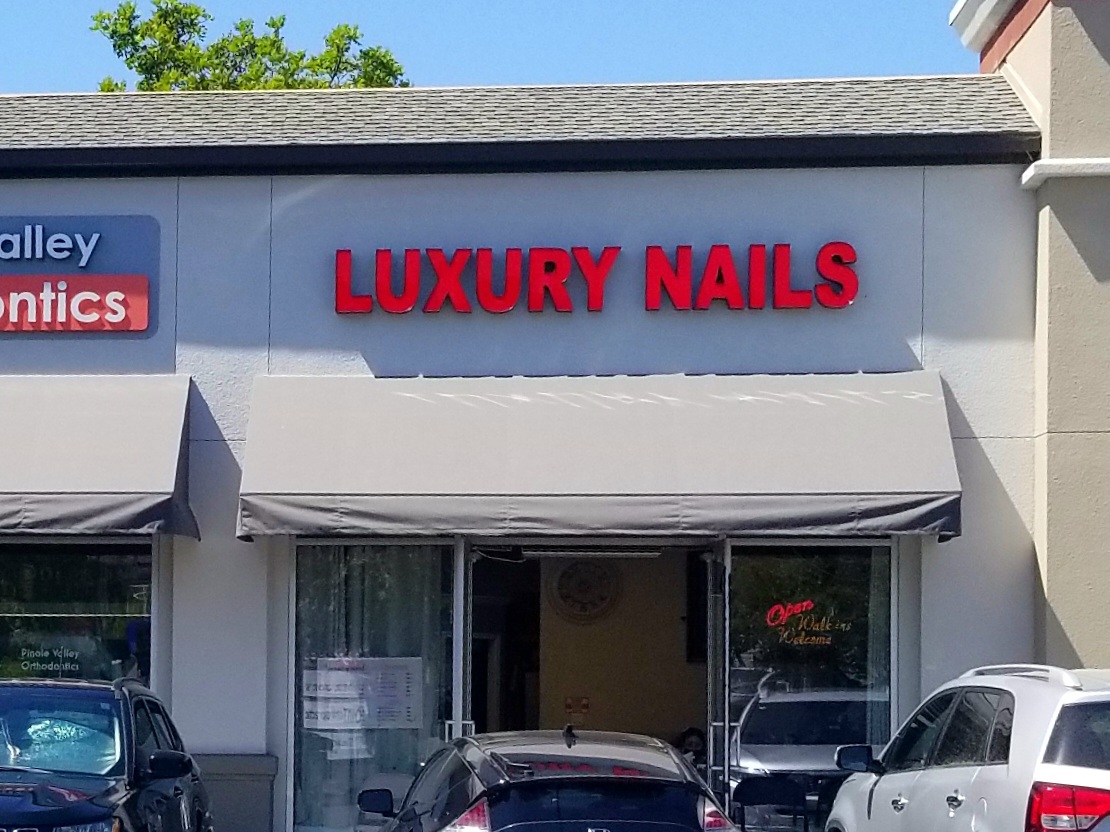 alley
ontics
LUXURY NAILS
Open
Walk-ins
Welcome
Pinole Valley
Orthodontics